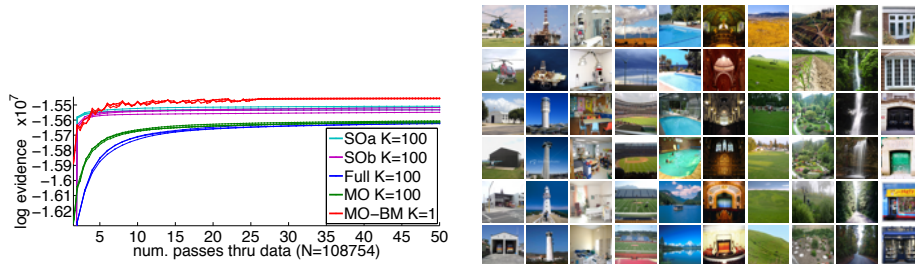 x10⁷
log evidence
−1.55
−1.56
−1.57
−1.58
−1.59
−1.6
−1.61
−1.62
SOa K=100
SOb K=100
Full K=100
MO K=100
MO−BM K=1
5 10 15 20 25 30 35 40 45 50
num. passes thru data (N=108754)